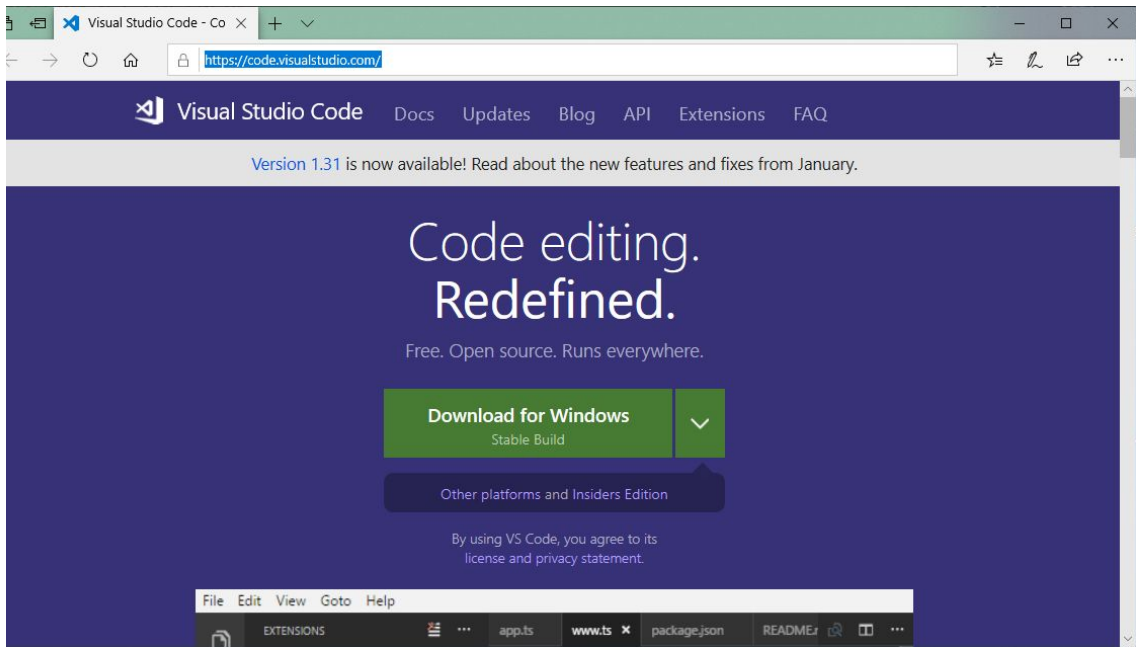 Visual Studio Code - Co
https://code.visualstudio.com/
Visual Studio Code Docs Updates Blog API Extensions FAQ
Version 1.31 is now available! Read about the new features and fixes from January.
Code editing.
Redefined.
Free. Open source. Runs everywhere.
Download for Windows
Stable Build
Other platforms and Insiders Edition
By using VS Code, you agree to its
license and privacy statement.
File Edit View Goto Help
EXTENSIONS app.ts www.ts package.json README.